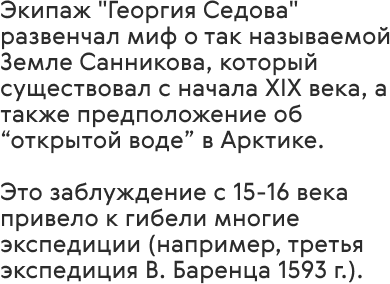 Экипаж "Георгия Седова"
развенчал миф о так называемой
Земле Санникова, который
существовал с начала XIX века, а
также предположение об
“открытой воде” в Арктике.
Это заблуждение с 15-16 века
привело к гибели многие
экспедиции (например, третья
экспедиция В. Баренца 1593 г.).